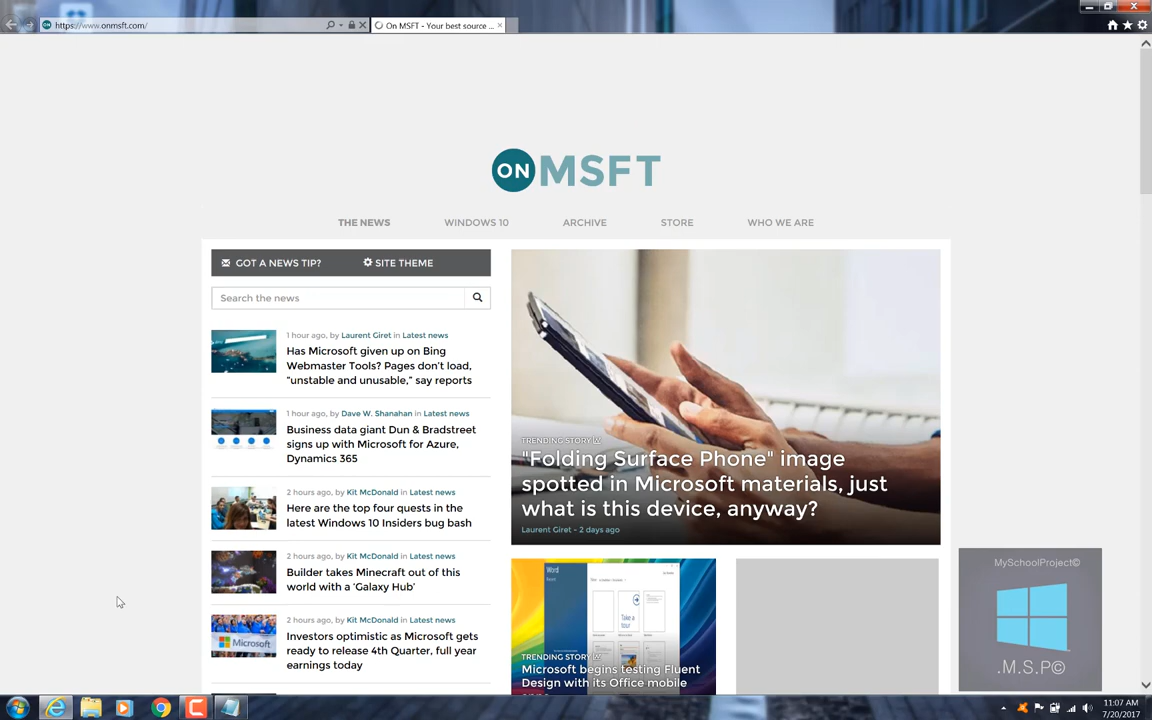 https://www.onmsft.com/
On MSFT - Your best source ...
ON MSFT
THE NEWS
WINDOWS 10
ARCHIVE
STORE
WHO WE ARE
GOT A NEWS TIP?
SITE THEME
Search the news
1 hour ago, by Laurent Giret in Latest news
Has Microsoft given up on Bing
Webmaster Tools? Pages don't load,
"unstable and unusable," say reports
1 hour ago, by Dave W. Shanahan in Latest news
Business data giant Dun & Bradstreet
signs up with Microsoft for Azure,
Dynamics 365
2 hours ago, by Kit McDonald in Latest news
Here are the top four quests in the
latest Windows 10 Insiders bug bash
2 hours ago, by Kit McDonald in Latest news
Builder takes Minecraft out of this
world with a 'Galaxy Hub'
2 hours ago, by Kit McDonald in Latest news
Investors optimistic as Microsoft gets
ready to release 4th Quarter, full year
earnings today
Microsoft
TRENDING STORY
"Folding Surface Phone" image
spotted in Microsoft materials, just
what is this device, anyway?
Laurent Giret - 2 days ago
Word
Take a
tour
TRENDING STORY
Microsoft begins testing Fluent
Design with its Office mobile
MySchoolProject©
.M.S.P©
11:07 AM
7/20/2017